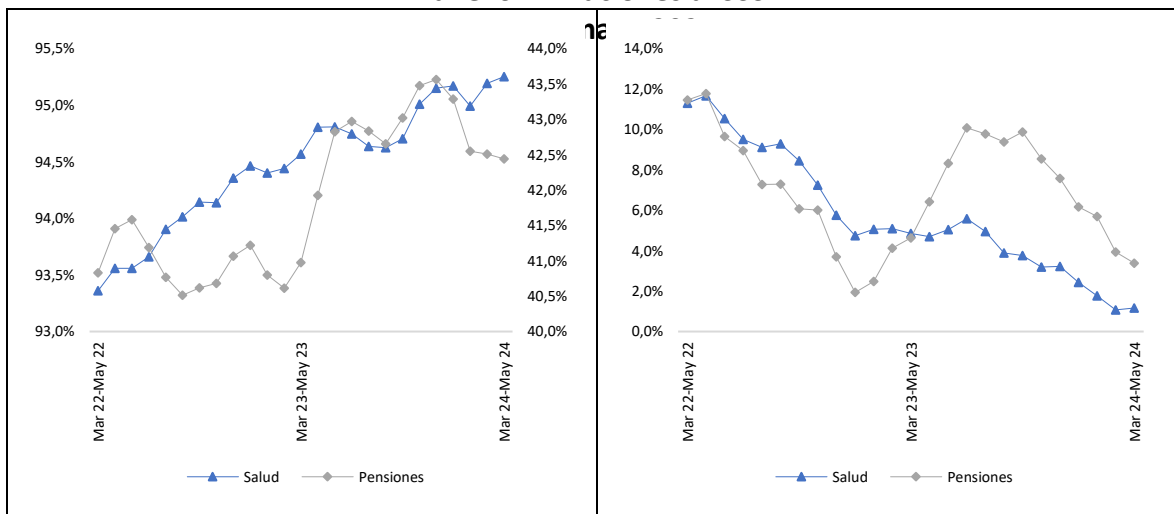 95,5%
95,0%
94,5%
94,0%
93,5%
93,0%
44,0%
43,5%
43,0%
42,5%
42,0%
41,5%
41,0%
40,5%
40,0%
Mar 22-May 22
Mar 23-May 23
Mar 24-May 24
Salud
Pensiones
14,0%
12,0%
10,0%
8,0%
6,0%
4,0%
2,0%
0,0%
Mar 22-May 22
Mar 23-May 23
Mar 24-May 24
Salud
Pensiones